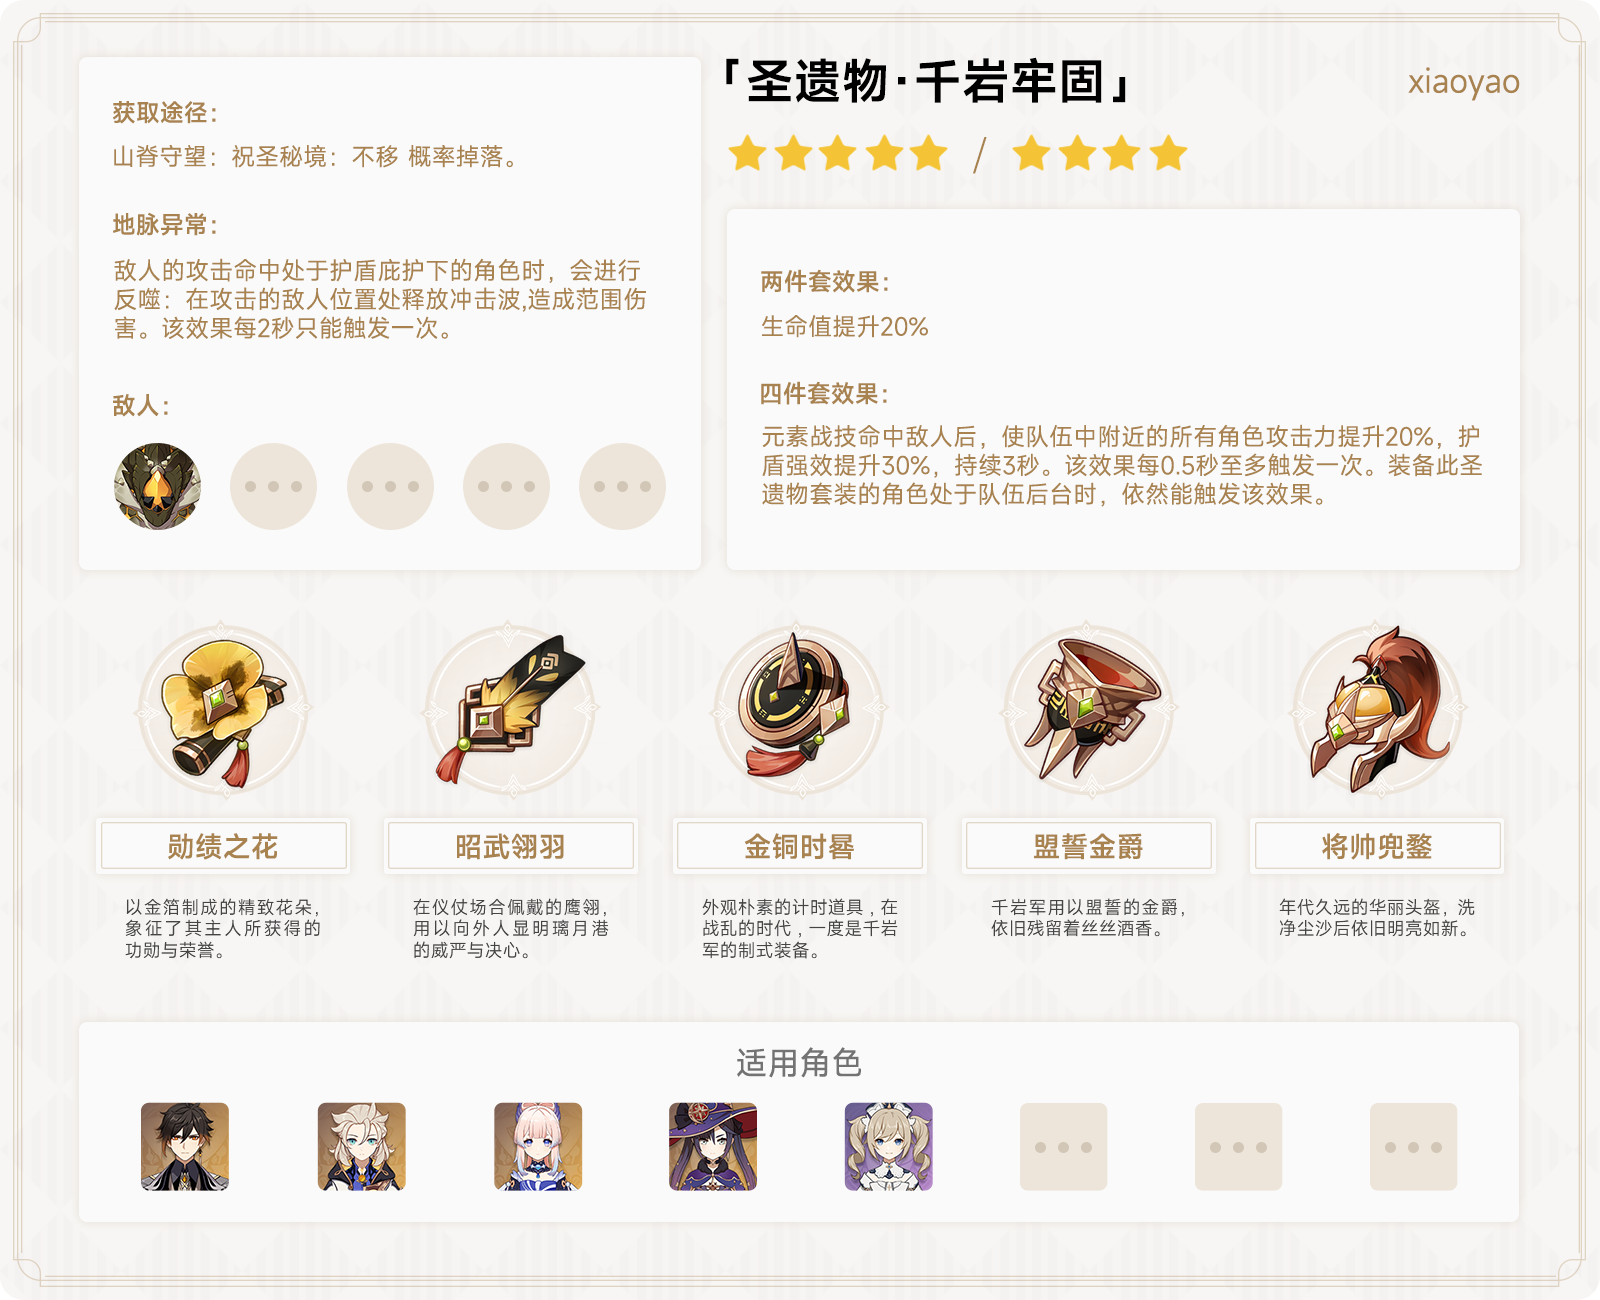 获取途径：
山脊守望：祝圣秘境：不移 概率掉落。
地脉异常：
敌人的攻击命中处于护盾庇护下的角色时，会进行
反噬：在攻击的敌人位置处释放冲击波,造成范围伤
害。该效果每2秒只能触发一次。
敌人：
「圣遗物·千岩牢固」
xiaoyao
/
两件套效果：
生命值提升20%
四件套效果：
元素战技命中敌人后，使队伍中附近的所有角色攻击力提升20%，护
盾强效提升30%，持续3秒。该效果每0.5秒至多触发一次。装备此圣
遗物套装的角色处于队伍后台时，依然能触发该效果。
勋绩之花
昭武翎羽
金铜时晷
盟誓金爵
将帅兜鍪
以金箔制成的精致花朵，
象征了其主人所获得的
功勋与荣誉。
在仪仗场合佩戴的鹰翎，
用以向外人显明璃月港
的威严与决心。
外观朴素的计时道具，在
战乱的时代，一度是千岩
军的制式装备。
千岩军用以盟誓的金爵，
依旧残留着丝丝酒香。
年代久远的华丽头盔，洗
净尘沙后依旧明亮如新。
适用角色